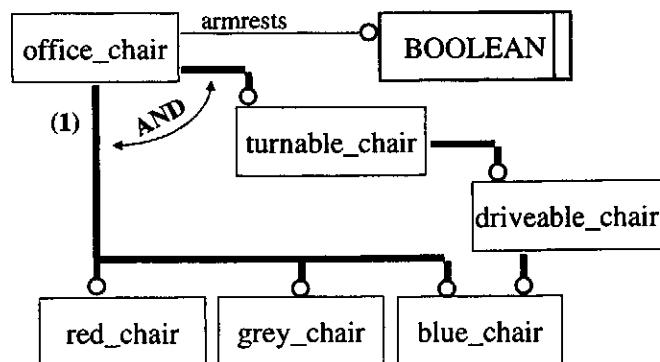 armrests
office_chair
BOOLEAN
(1)
AND
turnable_chair
driveable_chair
red_chair
grey_chair
blue_chair